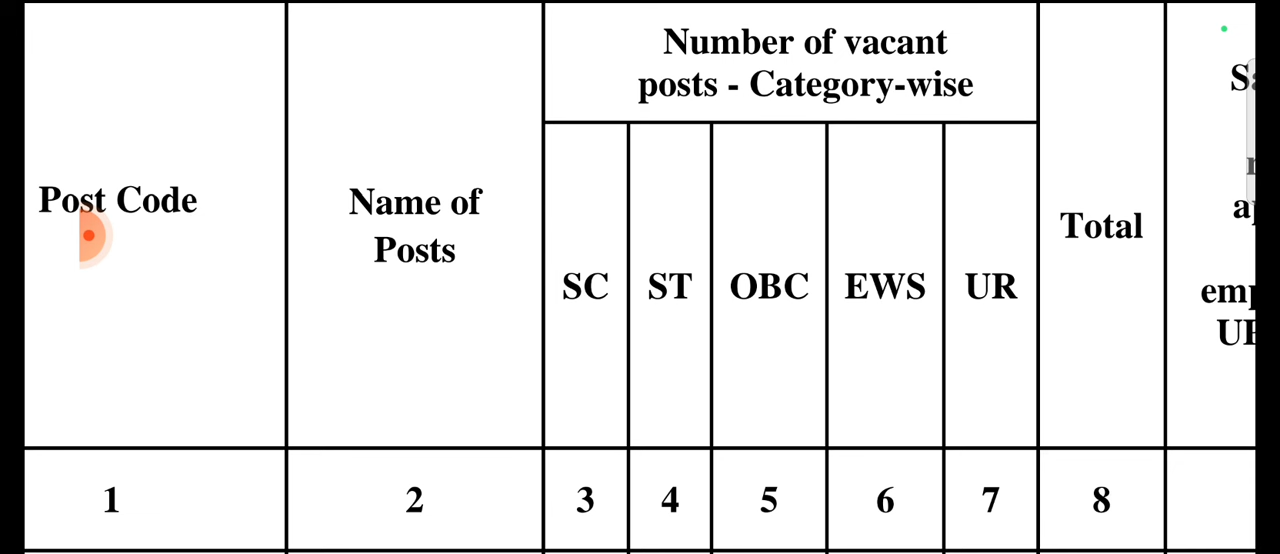 Number of vacant
posts - Category-wise
Post Code
Name of
Posts
SC ST OBC EWS UR
Total
1 2 3 4 5 6 7 8